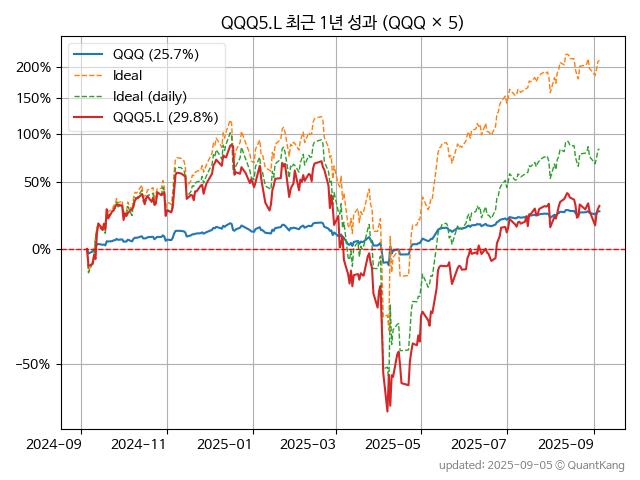 QQQ5.L 최근 1년 성과 (QQQ × 5)
QQQ (25.7%)
Ideal
Ideal (daily)
QQQ5.L (29.8%)
200%
150%
100%
50%
0%
−50%
2024−09
2024−11
2025−01
2025−03
2025−05
2025−07
2025−09
updated: 2025-09-05 © QuantKang